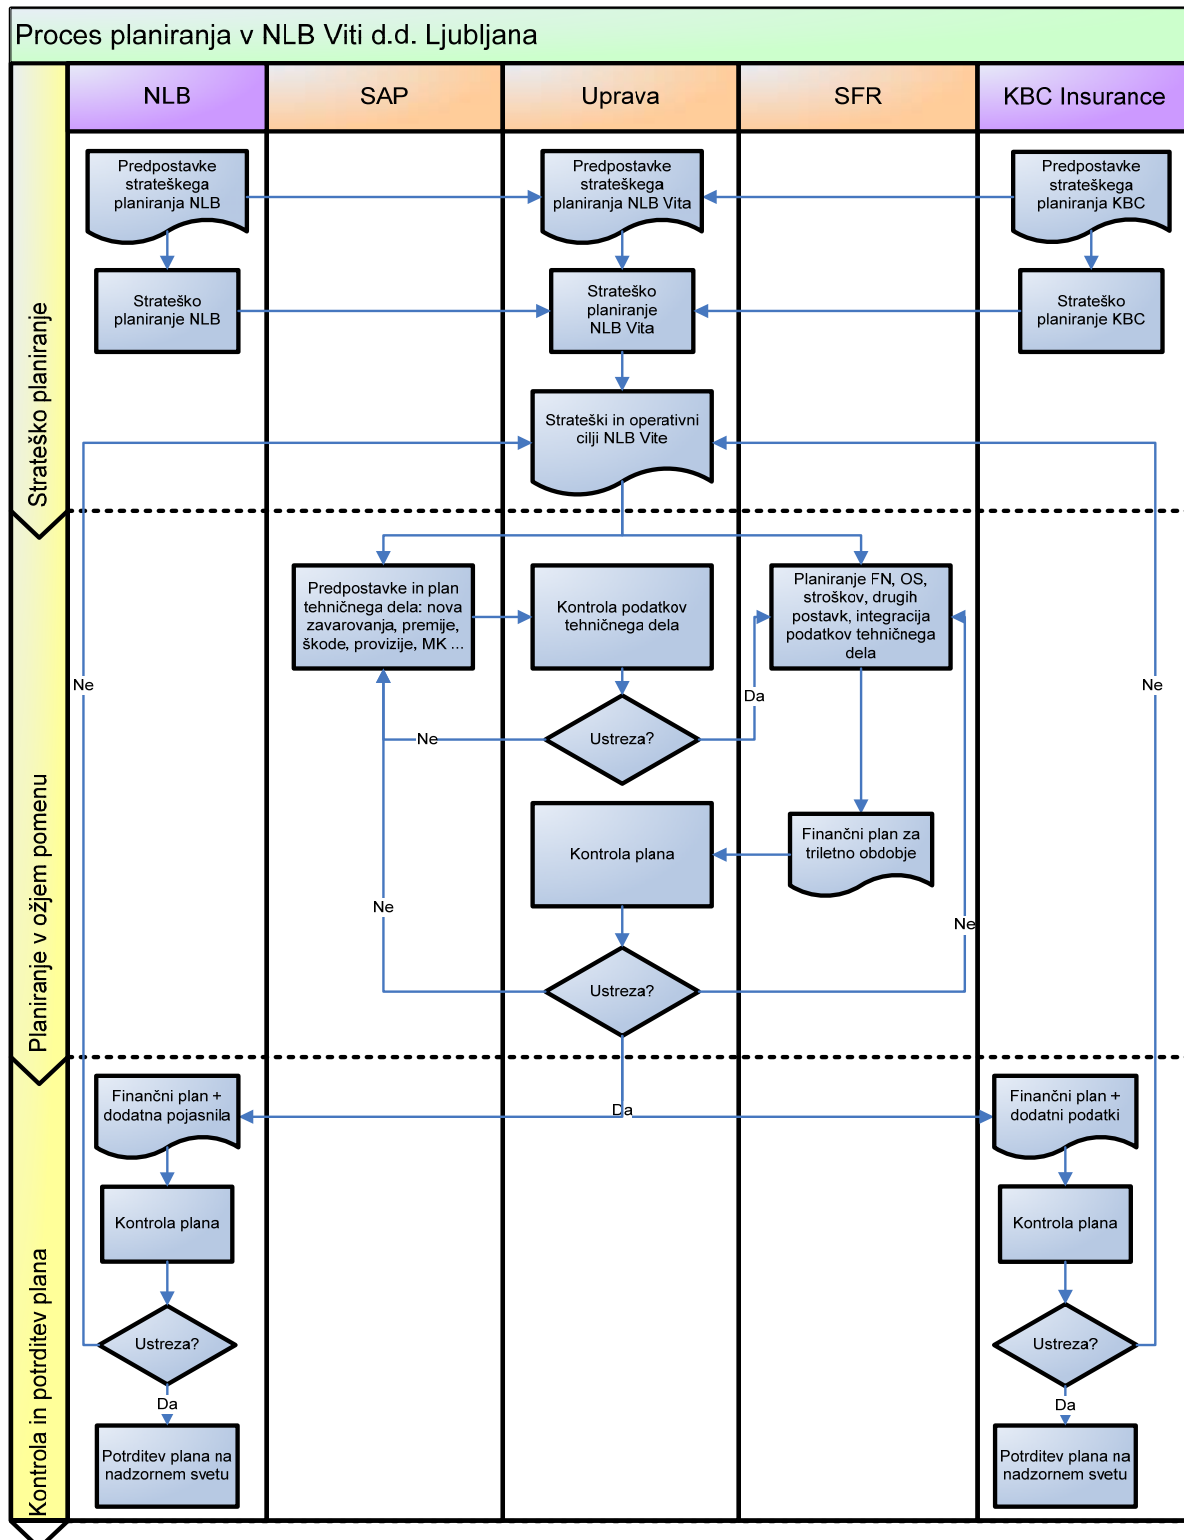 Proces planiranja v NLB Viti d.d. Ljubljana
NLB
SAP
Uprava
SFR
KBC Insurance
Strateško planiranje
Predpostavke
strateškega
planiranja NLB
Predpostavke
strateškega
planiranja NLB Vita
Predpostavke
strateškega
planiranja KBC
Strateško
planiranje NLB
Strateško
planiranje
NLB Vita
Strateško
planiranje KBC
Strateški in operativni
cilji NLB Vite
Planiranje v ožjem pomenu
Predpostavke in plan
tehničnega dela: nova
zavarovanja, premije,
škode, provizije, MK ...
Kontrola podatkov
tehničnega dela
Planiranje FN, OS,
stroškov, drugih
postavk, integracija
podatkov tehničnega
dela
Ne
Da
Ne
Ne
Ustreza?
Kontrola plana
Finančni plan za
triletno obdobje
Ne
Ne
Ustreza?
Kontrola in potrditev plana
Finančni plan +
dodatna pojasnila
Da
Finančni plan +
dodatni podatki
Kontrola plana
Kontrola plana
Ustreza?
Ustreza?
Da
Da
Potrditev plana na
nadzornem svetu
Potrditev plana na
nadzornem svetu